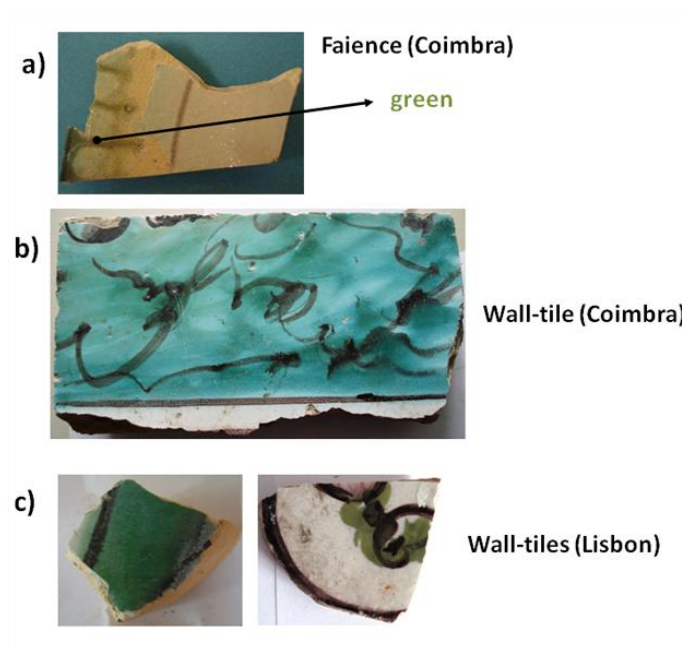 a)
Faience (Coimbra)
green
b)
Wall-tile (Coimbra)
c)
Wall-tiles (Lisbon)